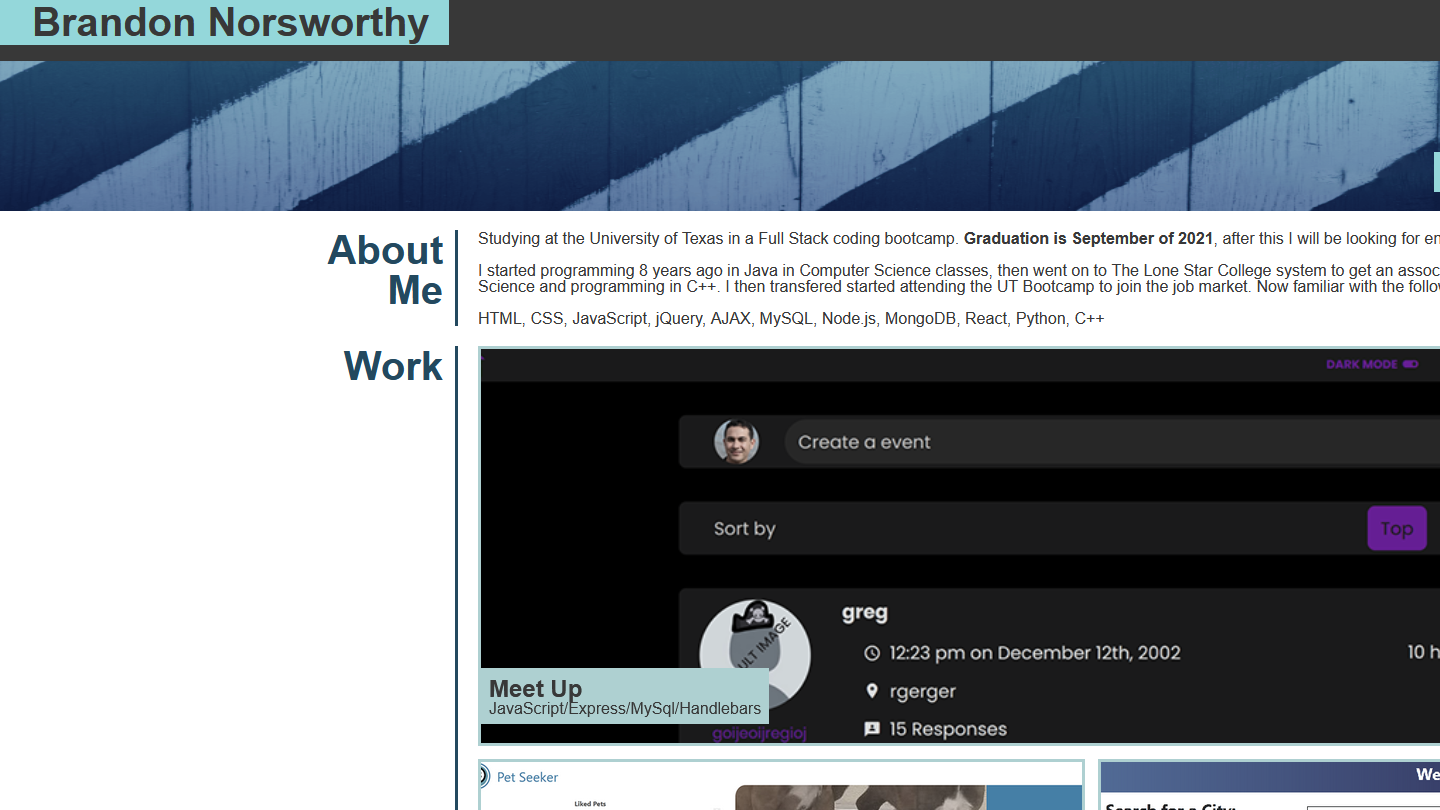 Brandon Norsworthy
About
Me
Studying at the University of Texas in a Full Stack coding bootcamp. Graduation is September of 2021, after this I will be looking for
I started programming 8 years ago in Java in Computer Science classes, then went on to The Lone Star College system to get an
Science and programming in C++. I then transfered started attending the UT Bootcamp to join the job market. Now familiar with the
HTML, CSS, JavaScript, jQuery, AJAX, MySQL, Node.js, MongoDB, React, Python, C++
Work
DARK MODE
Create a event
Sort by
Top
greg
ULT IMAGE
12:23 pm on December 12th, 2002
10 h
rgerger
15 Responses
Meet Up
JavaScript/Express/MySql/Handlebars
goijeoijregioj
Pet Seeker
Liked Pets
We
Search for a City: